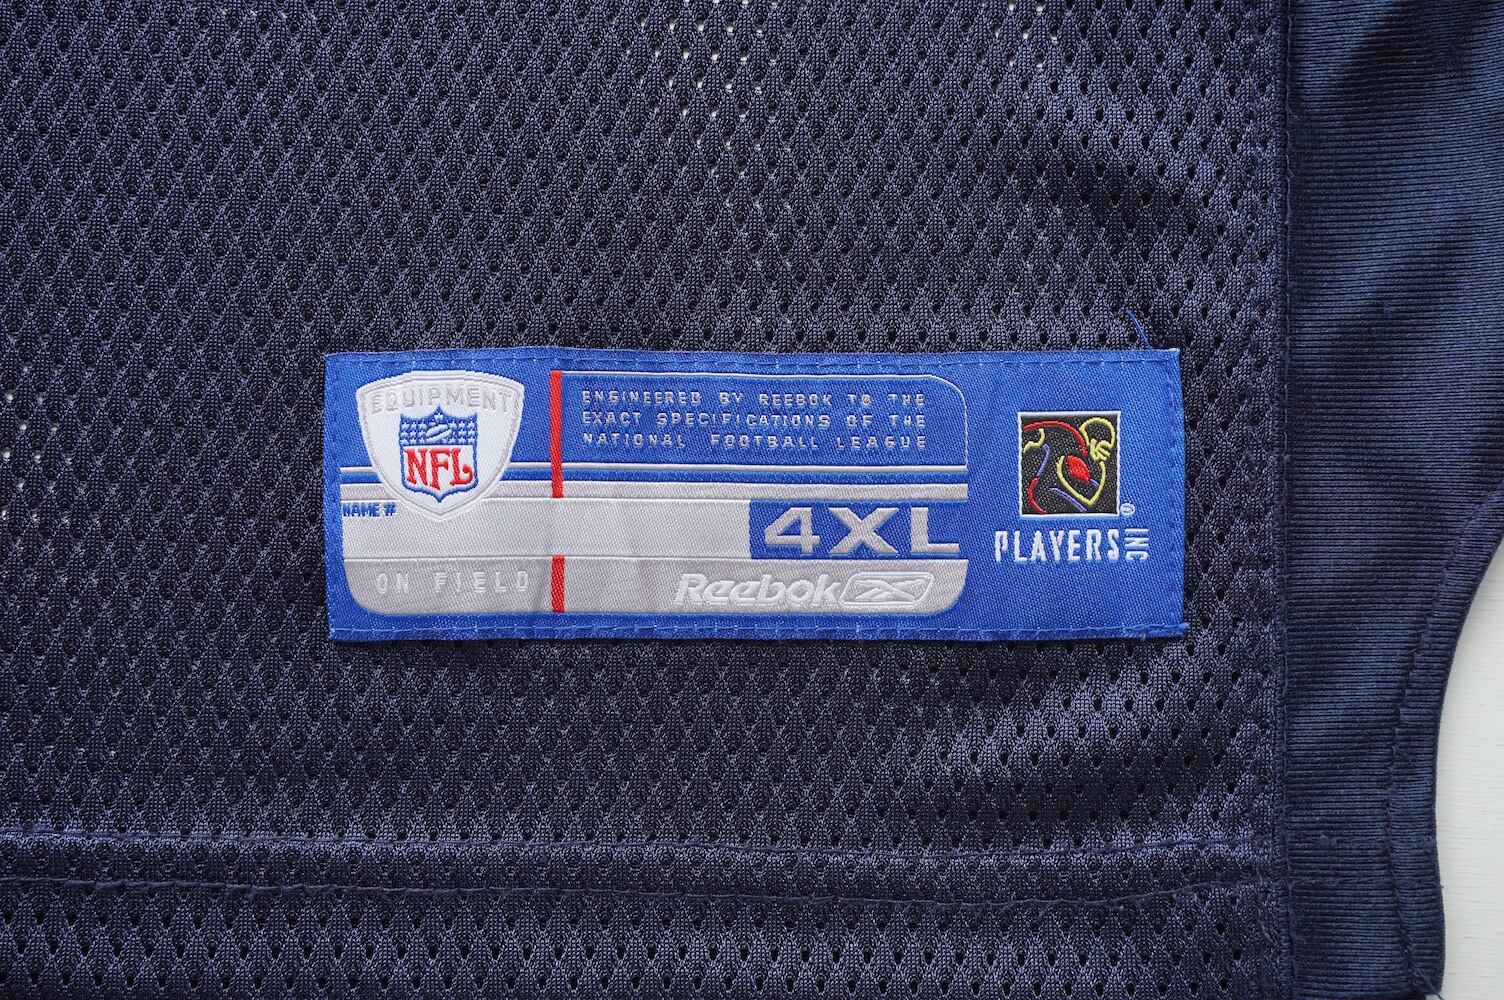 EQUIPMENT
NFL
ENGINEERED BY REEBOK TO THE
EXACT SPECIFICATIONS OF THE
NATIONAL FOOTBALL LEAGUE
NAME #
4XL
ON FIELD
Reebok
®
PLAYERS INC